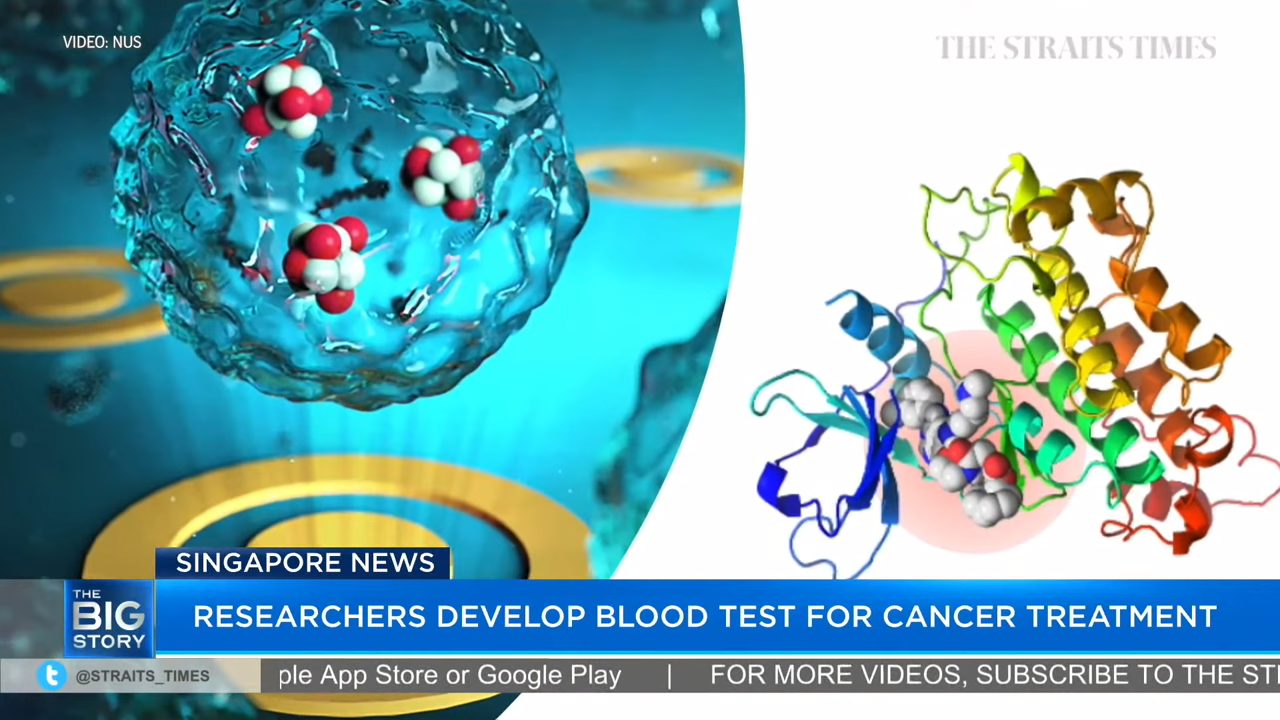 VIDEO: NUS
THE STRAITS TIMES
SINGAPORE NEWS
THE
BIG
STORY
RESEARCHERS DEVELOP BLOOD TEST FOR CANCER TREATMENT
@STRAITS_TIMES
ple App Store or Google Play | FOR MORE VIDEOS, SUBSCRIBE TO THE ST